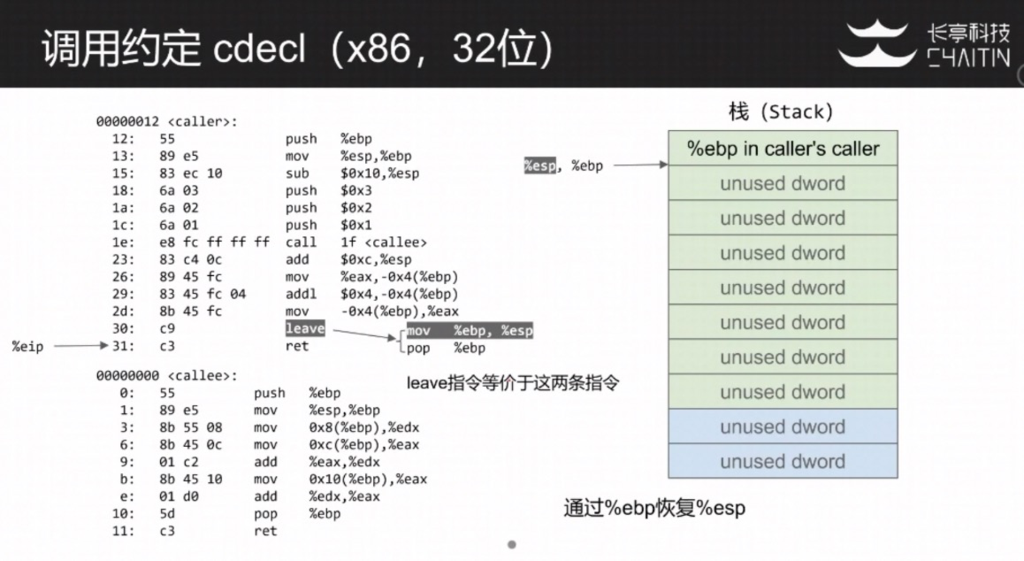 调用约定 cdecl（x86，32位）
长亭科技
CHAITIN
00000012 <caller>:
12: 55 push %ebp
13: 89 e5 mov %esp,%ebp
15: 83 ec 10 sub $0x10,%esp
18: 6a 03 push $0x3
1a: 6a 02 push $0x2
1c: 6a 01 push $0x1
1e: e8 fc ff ff ff call 1f <callee>
23: 83 c4 0c add $0xc,%esp
26: 89 45 fc mov %eax,-0x4(%ebp)
29: 83 45 fc 04 addl $0x4,-0x4(%ebp)
2d: 8b 45 fc mov -0x4(%ebp),%eax
30: c9 leave
%eip
31: c3 ret
mov %ebp, %esp
pop %ebp
leave指令等价于这两条指令
00000000 <callee>:
0: 55 push %ebp
1: 89 e5 mov %esp,%ebp
3: 8b 55 08 mov 0x8(%ebp),%edx
6: 8b 45 0c mov 0xc(%ebp),%eax
9: 01 c2 add %eax,%edx
b: 8b 45 10 mov 0x10(%ebp),%eax
e: 01 d0 add %edx,%eax
10: 5d pop %ebp
11: c3 ret
栈（Stack）
%esp, %ebp
%ebp in caller's caller
unused dword
unused dword
unused dword
unused dword
unused dword
unused dword
unused dword
unused dword
unused dword
通过%ebp恢复%esp